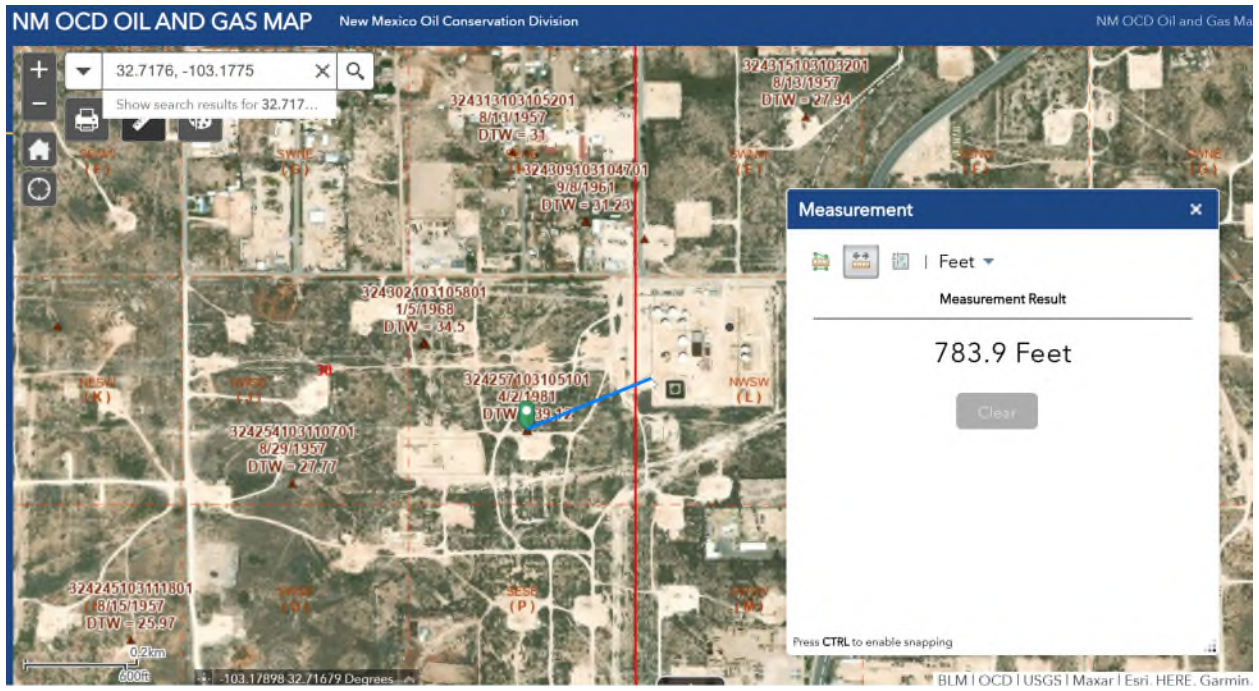 NM OCD OIL AND GAS MAP
New Mexico Oil Conservation Division
NM OCD Oil and Gas Ma
+
32.7176, -103.1775
Show search results for 32.717...
−
324315103103201
8/13/1957
DTW = 27.94
324313103105201
8/13/1957
DTW = 31
SWNE
(G)
324309103104701
9/8/1961
DTW = 31.23
(E)
SWNE
(G)
Measurement
Feet
Measurement Result
783.9 Feet
Clear
Press CTRL to enable snapping
324302103105801
1/5/1968
DTW = 34.5
30
NESW
(K)
(J)
324257103105101
4/2/1981
NWSW
(L)
324254103110701
8/29/1957
DTW = 27.77
324245103111801
8/15/1957
DTW = 25.97
SESE
(P)
(M)
0.2km
600ft
-103.17898 32.71679 Degrees
BLM | OCD | USGS | Maxar | Esri, HERE, Garmin,